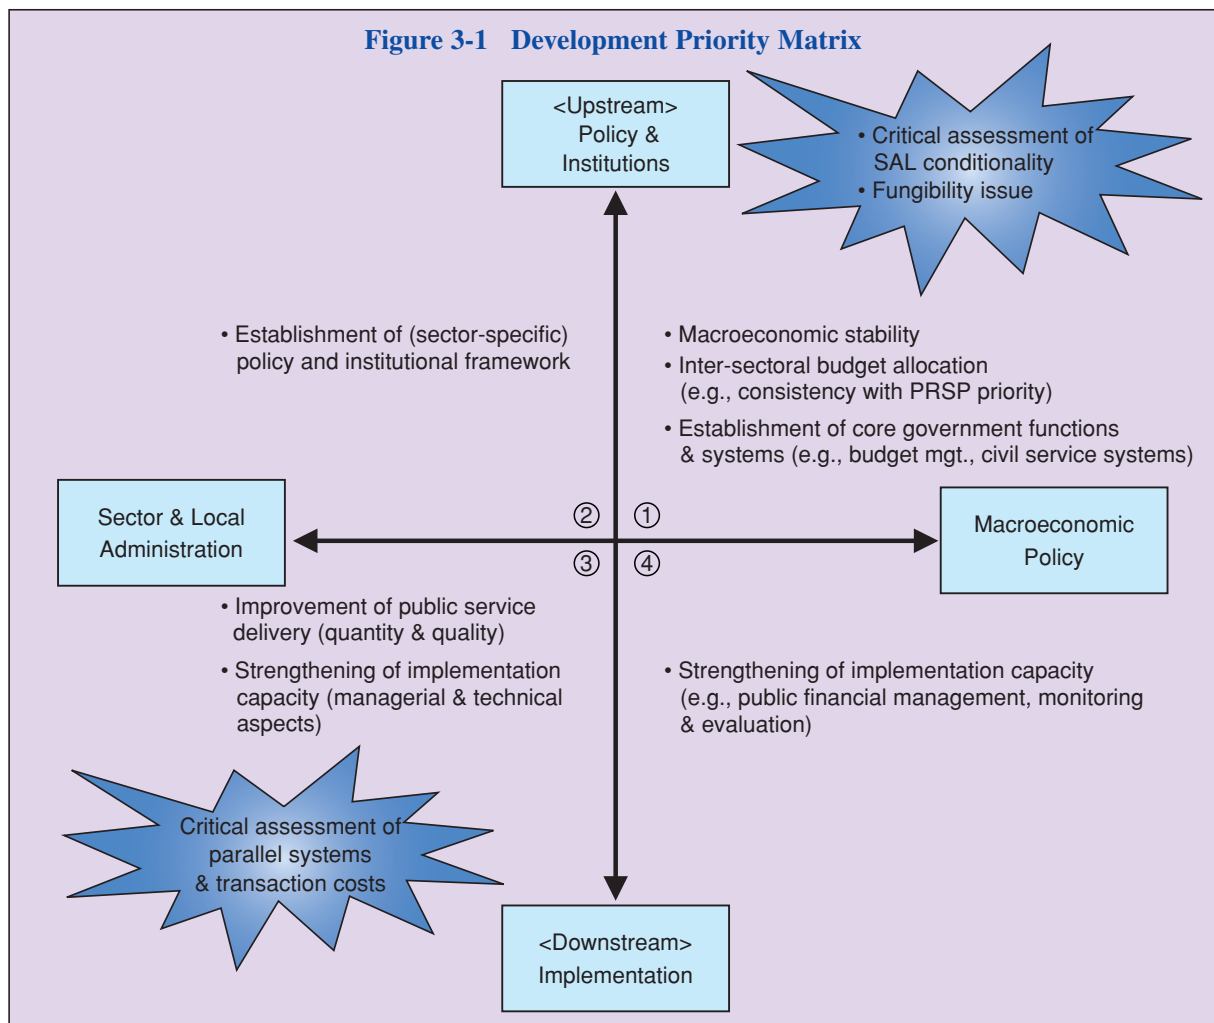 Figure 3-1 Development Priority Matrix
<Upstream>
Policy &
Institutions
• Critical assessment of
SAL conditionality
• Fungibility issue
• Establishment of (sector-specific)
policy and institutional framework
• Macroeconomic stability
• Inter-sectoral budget allocation
(e.g., consistency with PRSP priority)
• Establishment of core government functions
& systems (e.g., budget mgt., civil service systems)
Sector & Local
Administration
② ①
③ ④
Macroeconomic
Policy
• Improvement of public service
delivery (quantity & quality)
• Strengthening of implementation
capacity (managerial & technical
aspects)
• Strengthening of implementation capacity
(e.g., public financial management, monitoring
& evaluation)
Critical assessment of
parallel systems
& transaction costs
<Downstream>
Implementation